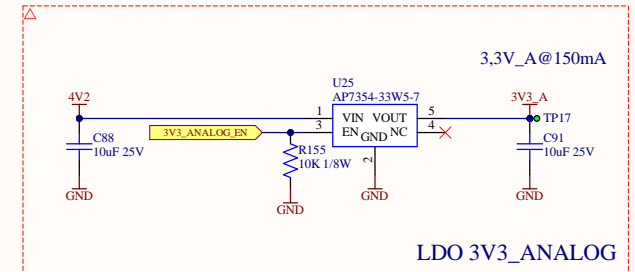 3,3V_A@150mA
U25
AP7354-33W5-7
4V2
3V3_A
1 VIN VOUT 5
TP17
3V3_ANALOG_EN
3 EN GND NC 4
2
C88
10uF 25V
R155
10K 1/8W
C91
10uF 25V
GND
GND
GND
GND
LDO 3V3_ANALOG